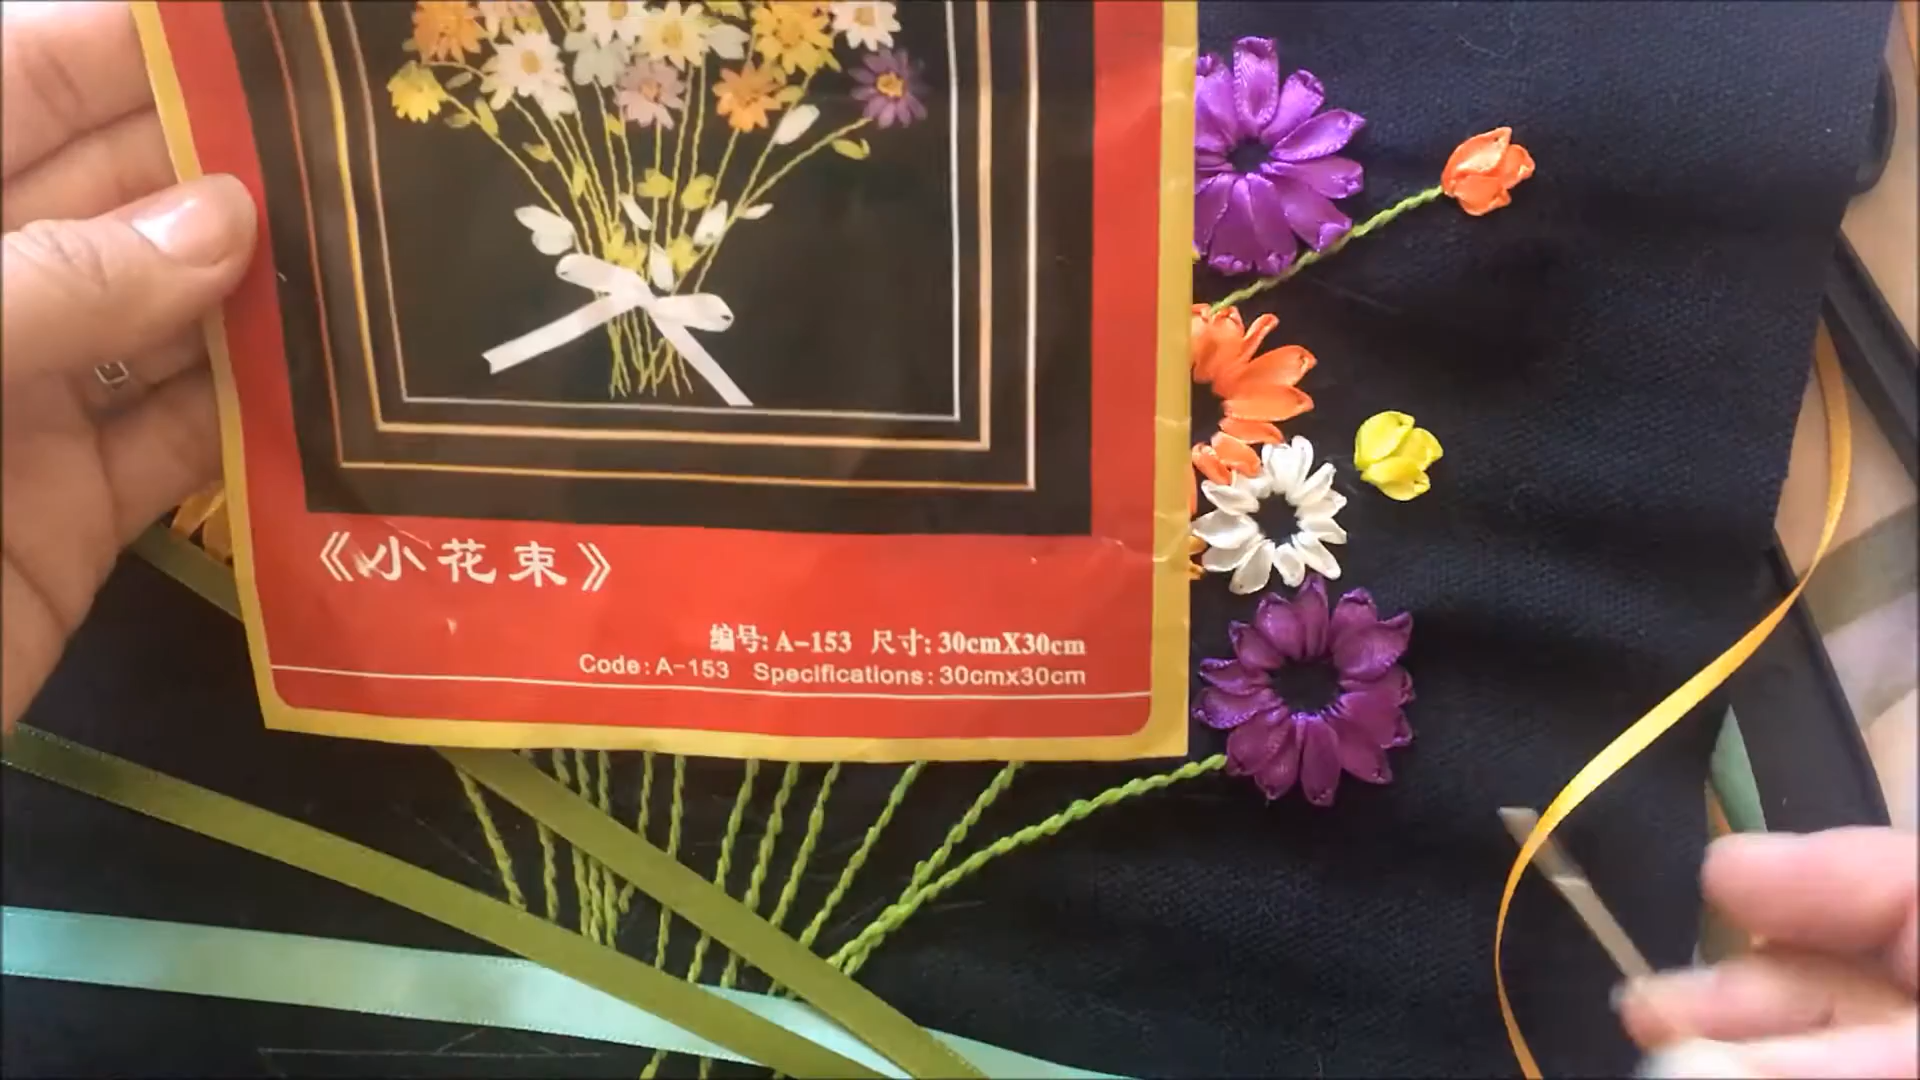 《小花束》
编号: A-153 尺寸: 30cmX30cm
Code: A-153 Specifications: 30cmx30cm